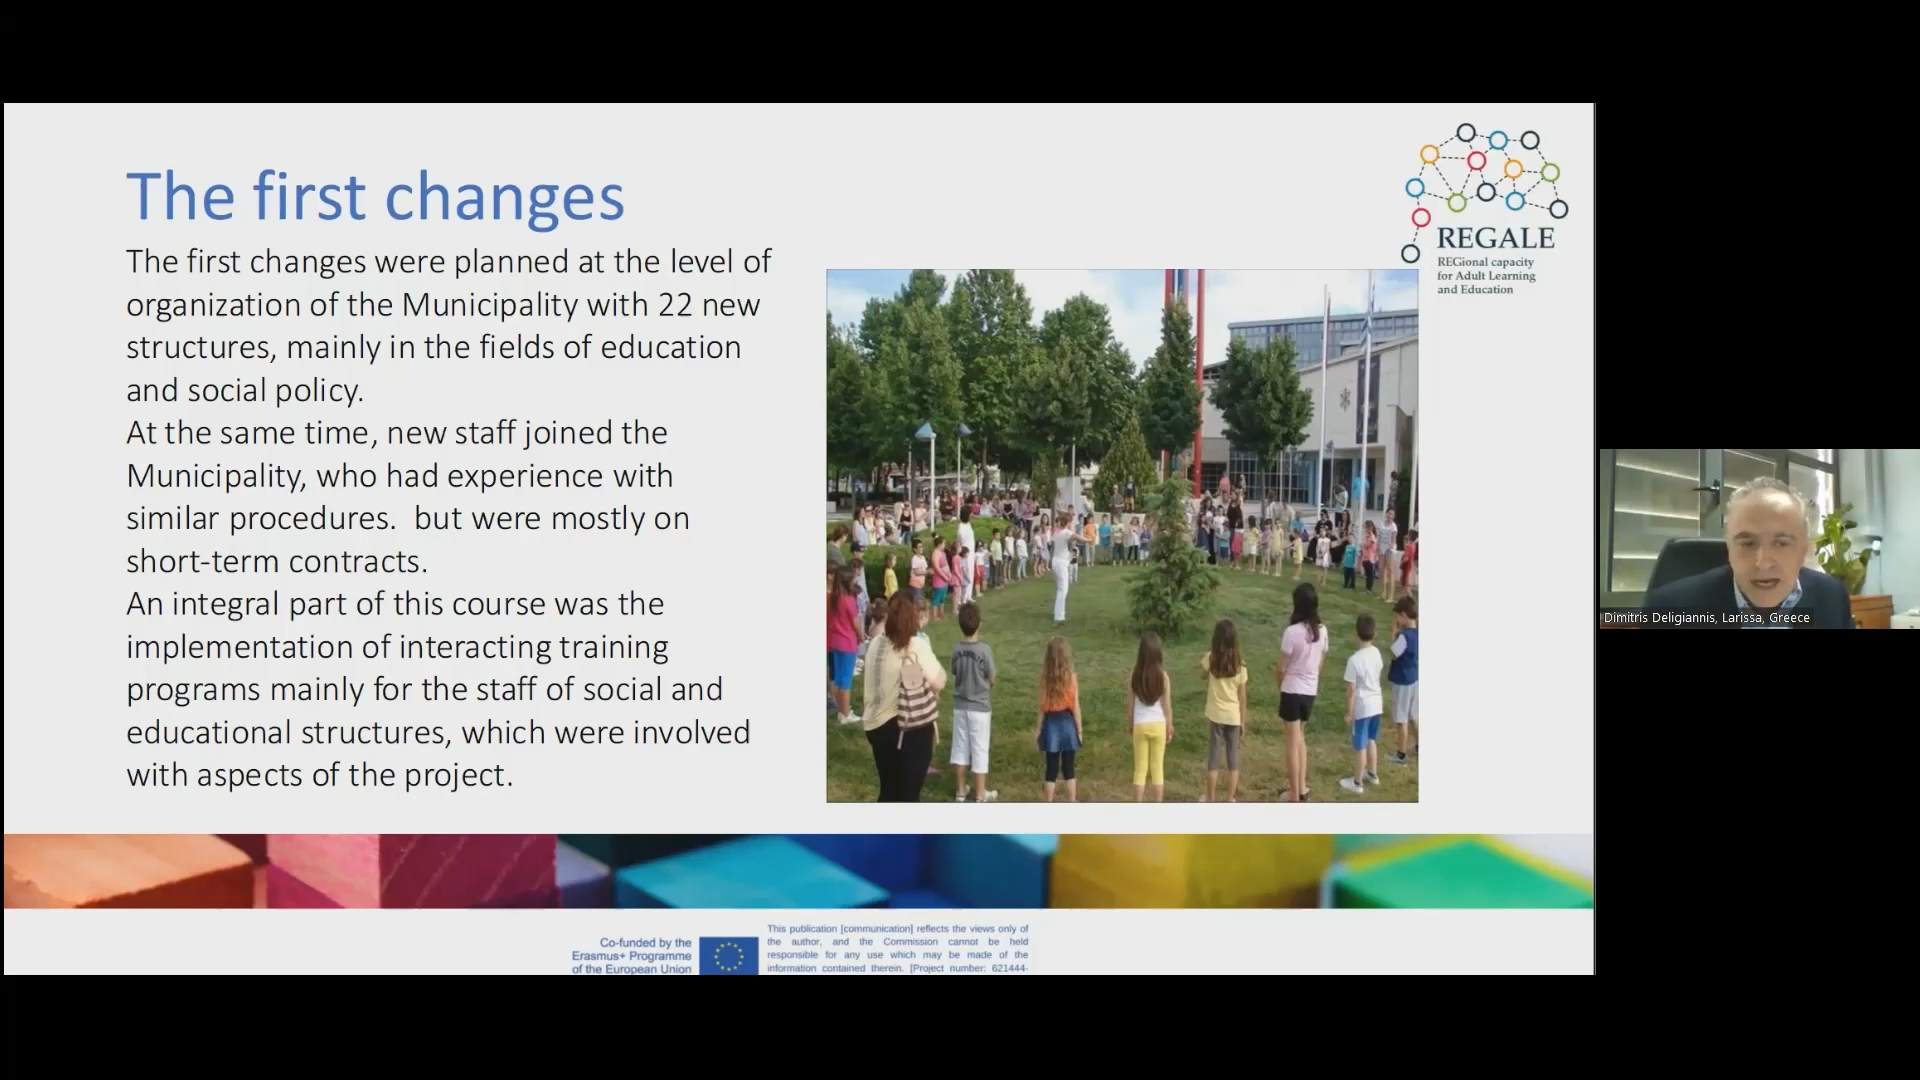 The first changes
The first changes were planned at the level of
organization of the Municipality with 22 new
structures, mainly in the fields of education
and social policy.
At the same time, new staff joined the
Municipality, who had experience with
similar procedures.  but were mostly on
short-term contracts.
An integral part of this course was the
implementation of interacting training
programs mainly for the staff of social and
educational structures, which were involved
with aspects of the project.
REGALE
REGional capacity
for Adult Learning
and Education
Dimitris Deligiannis, Larissa, Greece
Co-funded by the
Erasmus+ Programme
of the European Union
This publication [communication] reflects the views only of
the author, and the Commission cannot be held
responsible for any use which may be made of the
information contained therein. [Project number: 621444-